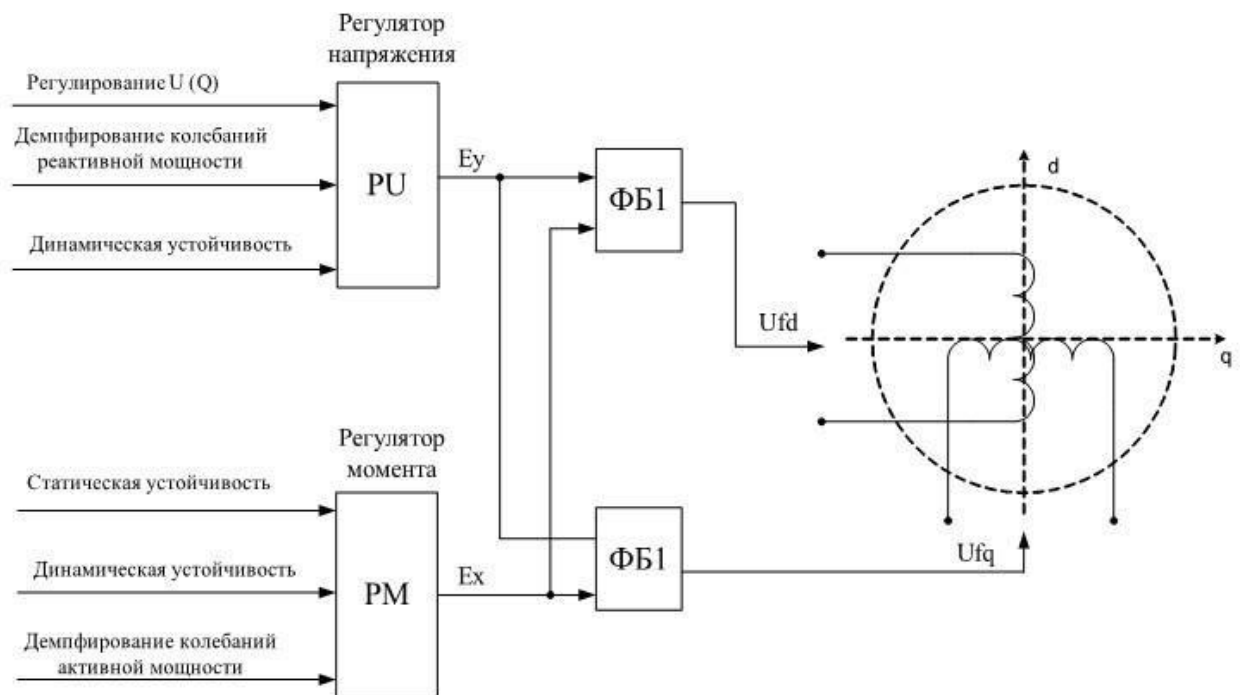 Регулятор
напряжения
Регулирование U (Q)
Демпфирование колебаний
реактивной мощности
Динамическая устойчивость
PU
Ey
ФБ1
Ufd
d
q
Регулятор
момента
Статическая устойчивость
Динамическая устойчивость
Демпфирование колебаний
активной мощности
РМ
Ex
ФБ1
Ufq